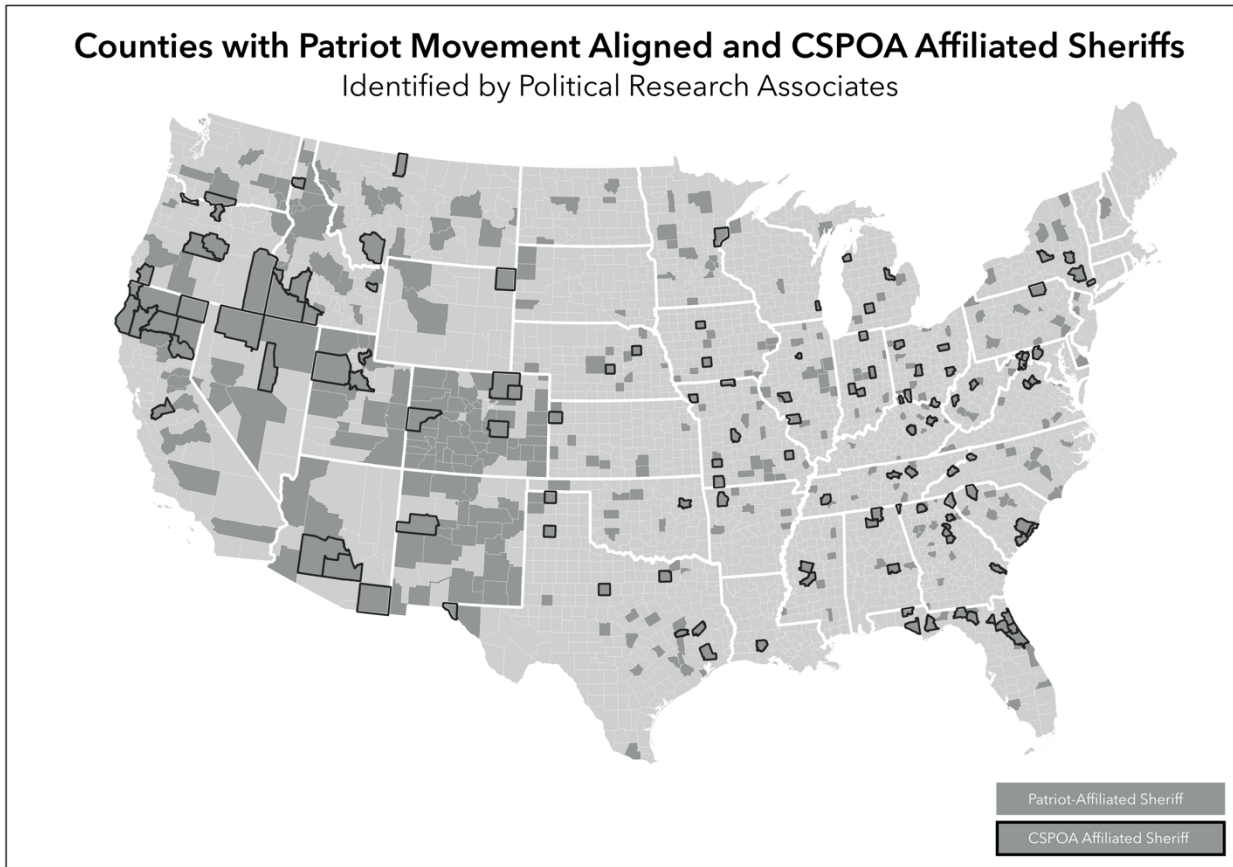 Counties with Patriot Movement Aligned and CSPOA Affiliated Sheriffs
Identified by Political Research Associates
Patriot-Affiliated Sheriff
CSPOA Affiliated Sheriff